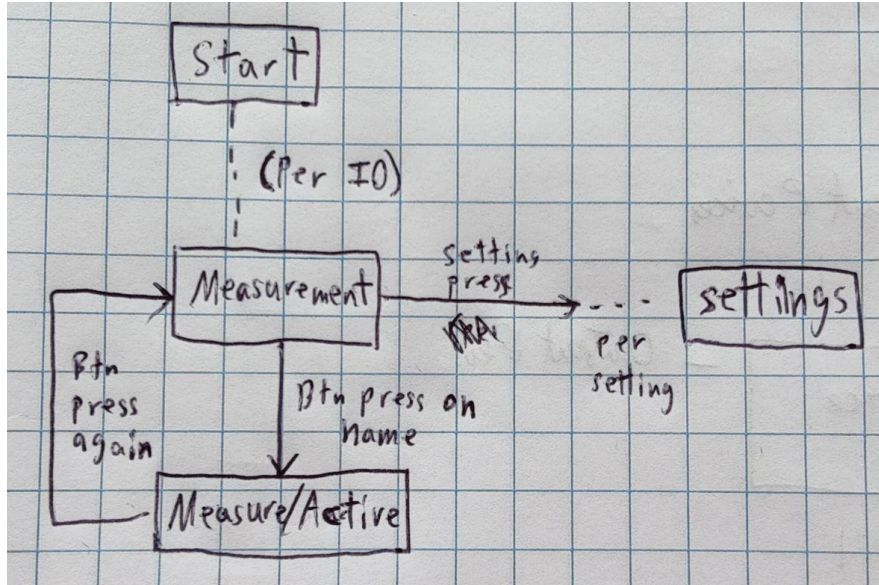 Start
(Per IO)
Measurement
setting
press
settings
per
setting
Btn
press
again
Btn press on
name
Measure/Active